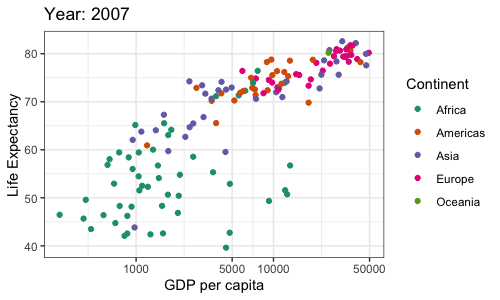 Year: 2007
Life Expectancy
80
70
60
50
40
1000
5000
10000
50000
GDP per capita
Continent
Africa
Americas
Asia
Europe
Oceania